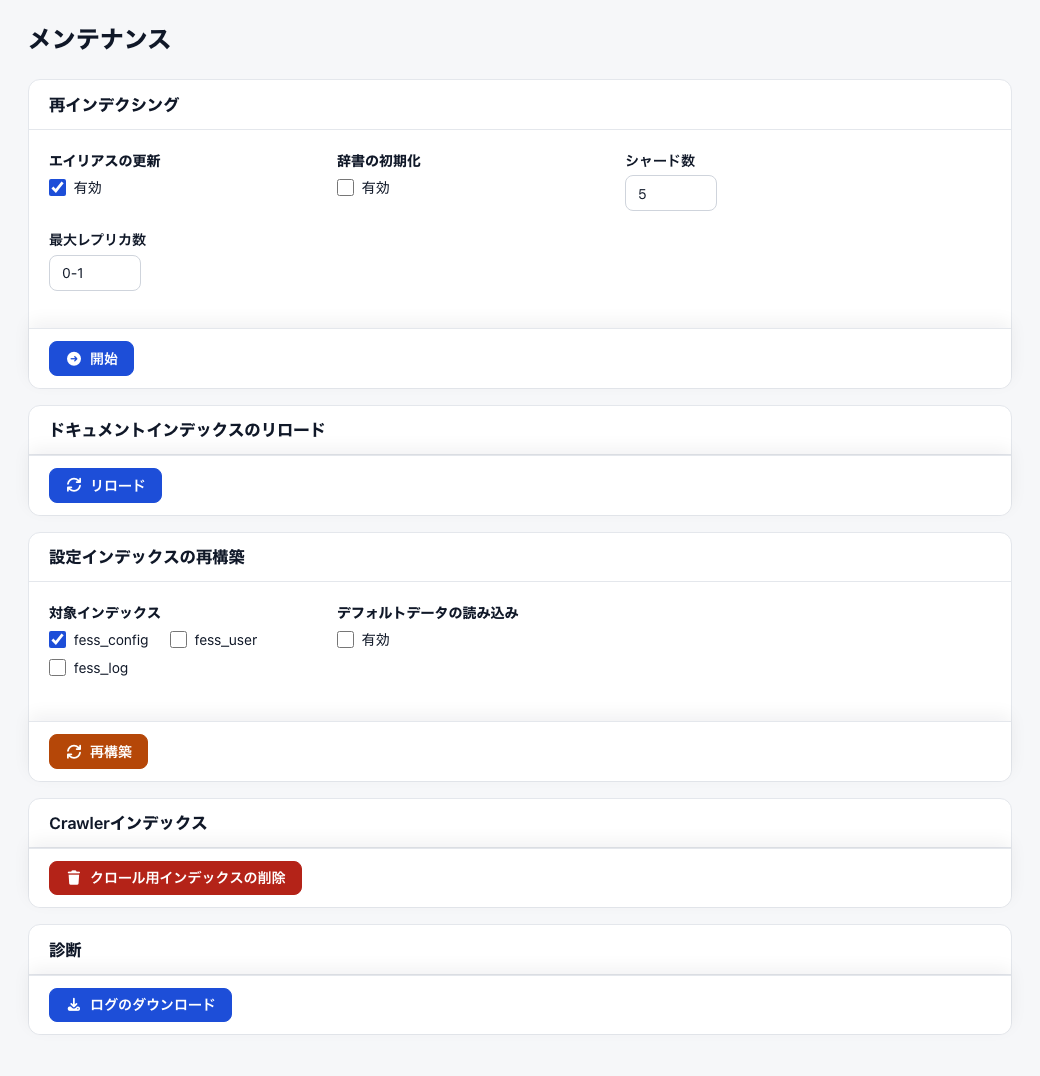 メンテナンス
再インデクシング
エイリアスの更新
有効
辞書の初期化
有効
シャード数
5
最大レプリカ数
0-1
開始
ドキュメントインデックスのリロード
リロード
設定インデックスの再構築
対象インデックス
fess_config
fess_user
fess_log
デフォルトデータの読み込み
有効
再構築
Crawlerインデックス
クロール用インデックスの削除
診断
ログのダウンロード